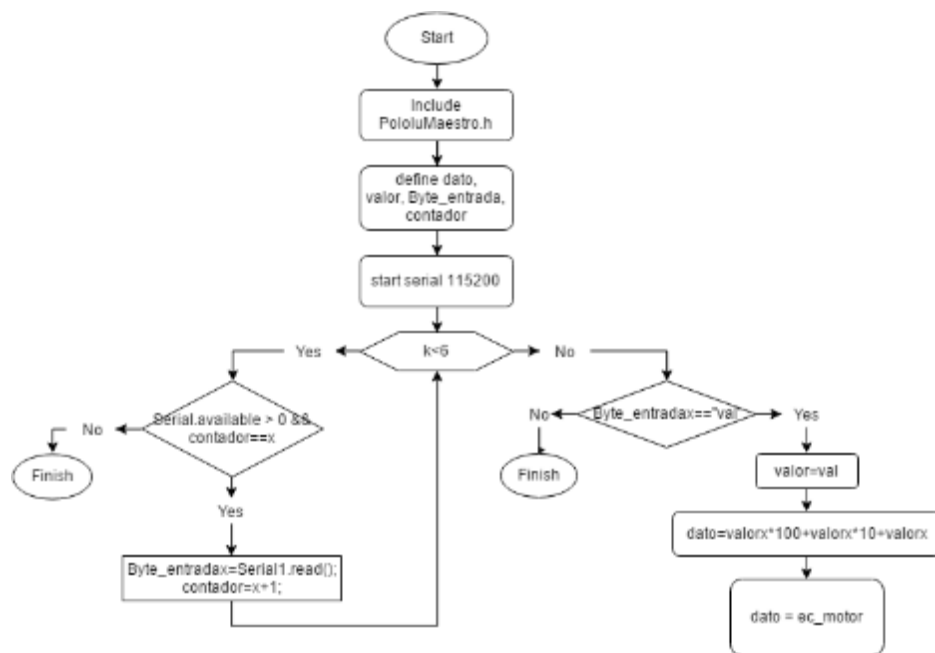 Start
Include
PololuMaestro.h
define dato,
valor, Byte_entrada,
contador
start serial 115200
Yes
k<6
No
Serial.available > 0 &&
contador==x
No
Finish
Yes
Byte_entradax=Serial1.read();
contador=x+1;
Byte_entradax=="val
No
Finish
Yes
valor=val
dato=valorx*100+valorx*10+valorx
dato = ec_motor